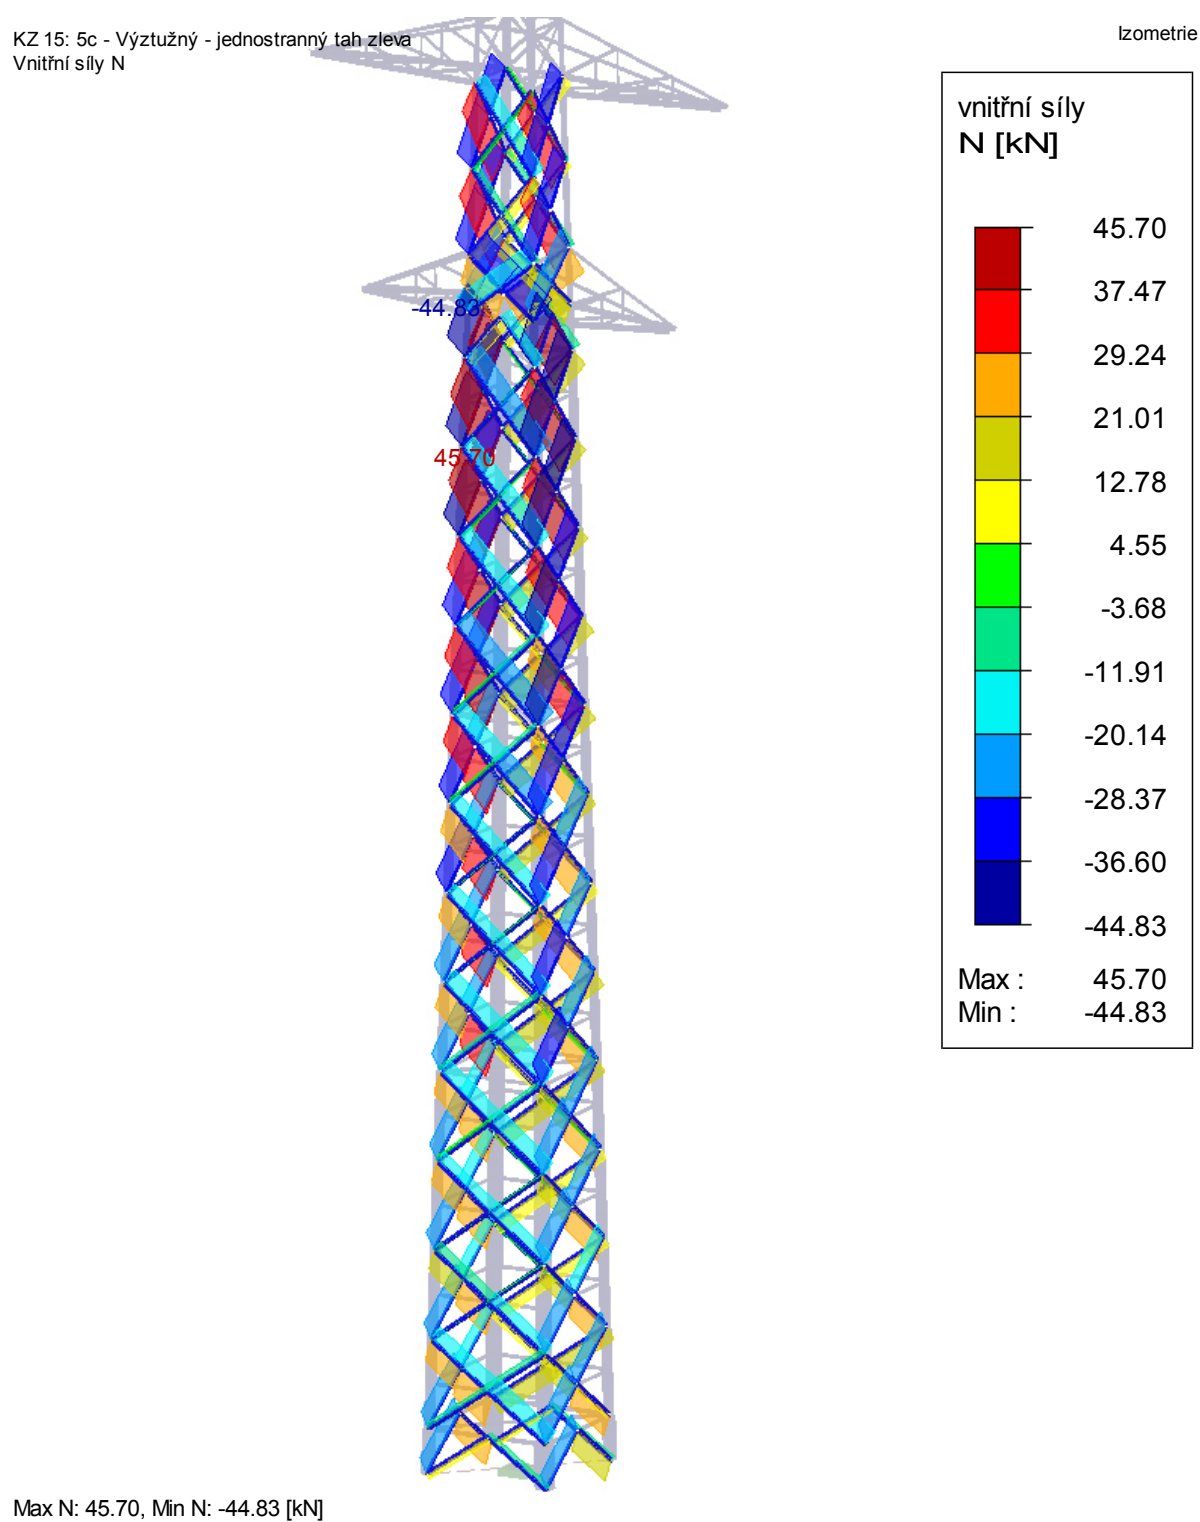 KZ 15: 5c - Výztužný - jednostranný tah zleva
Vnitřní síly N
Izometrie
vnitřní síly
N [kN]
45.70
37.47
29.24
21.01
12.78
4.55
-3.68
-11.91
-20.14
-28.37
-36.60
-44.83
Max : 45.70
Min : -44.83
-44.83
45.70
Max N: 45.70, Min N: -44.83 [kN]